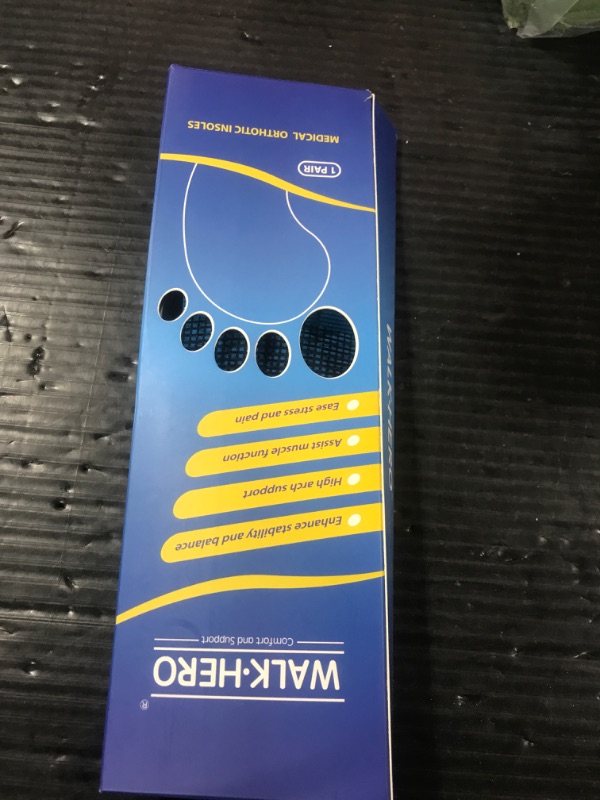 WALK·HERO®
Comfort and Support
Enhance stability and balance
High arch support
Assist muscle function
Ease stress and pain
1 PAIR
MEDICAL ORTHOTIC INSOLES
WALK·HERO